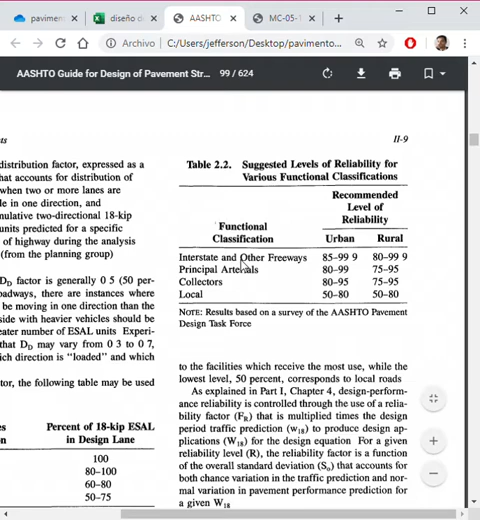 pavimen
diseño d
AASHTO
MC-05-1
Archivo
C:/Users/jefferson/Desktop/pavimento...
AASHTO Guide for Design of Pavement Str...
99 / 624
nts
II-9
distribution factor, expressed as a
hat accounts for distribution of
when two or more lanes are
le in one direction, and
mulative two-directional 18-kip
units predicted for a specific
of highway during the analysis
(from the planning group)
D_D factor is generally 0 5 (50 per-
oadways, there are instances where
be moving in one direction than the
side with heavier vehicles should be
eater number of ESAL units Experi-
that D_D may vary from 0 3 to 0 7,
ich direction is "loaded" and which
tor, the following table may be used
es
Percent of 18-kip ESAL
on
in Design Lane
100
80-100
60-80
50-75
Table 2.2. Suggested Levels of Reliability for
Various Functional Classifications
Recommended
Level of
Reliability
Functional
Classification
Urban
Rural
Interstate and Other Freeways 85-99 9 80-99 9
Principal Arterials 80-99 75-95
Collectors 80-95 75-95
Local 50-80 50-80
NOTE: Results based on a survey of the AASHTO Pavement
Design Task Force
to the facilities which receive the most use, while the
lowest level, 50 percent, corresponds to local roads
As explained in Part I, Chapter 4, design-perform-
ance reliability is controlled through the use of a relia-
bility factor (F_R) that is multiplied times the design
period traffic prediction (w_18) to produce design ap-
plications (W_18) for the design equation For a given
reliability level (R), the reliability factor is a function
of the overall standard deviation (S_o) that accounts for
both chance variation in the traffic prediction and nor-
mal variation in pavement performance prediction for
a given W_18